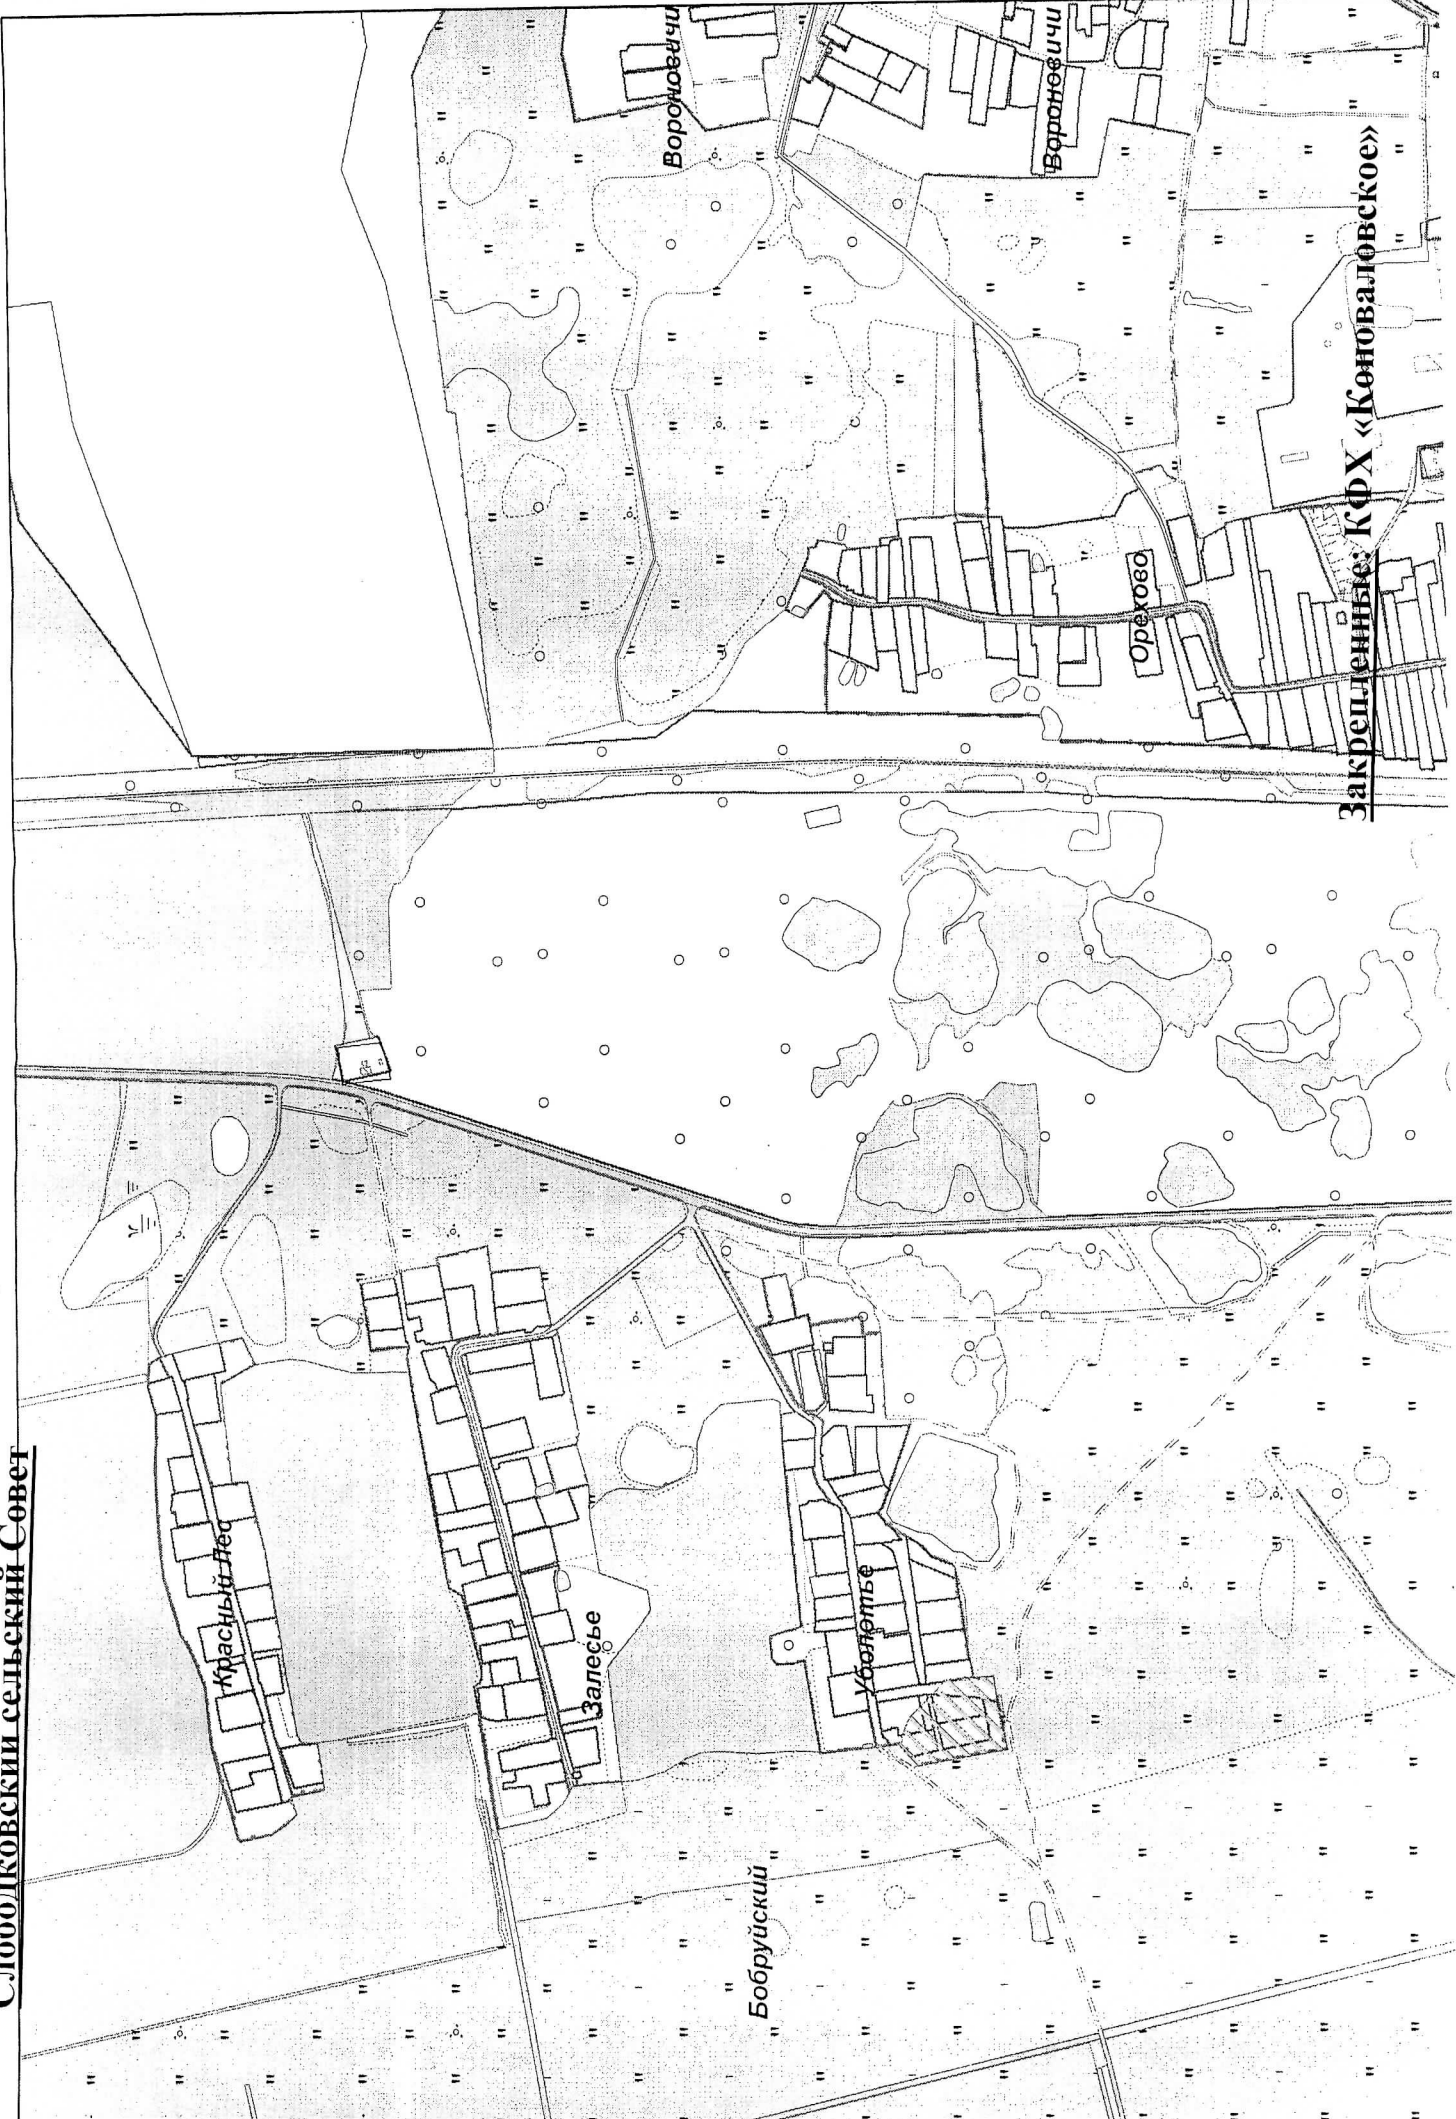 Слободковский сельский Совет
Красный Лес
Залесье
Уболотье
Бобруйский
Вороновичи
Вороновичи
Орехово
Закрепленные: КФХ «Коноваловское»